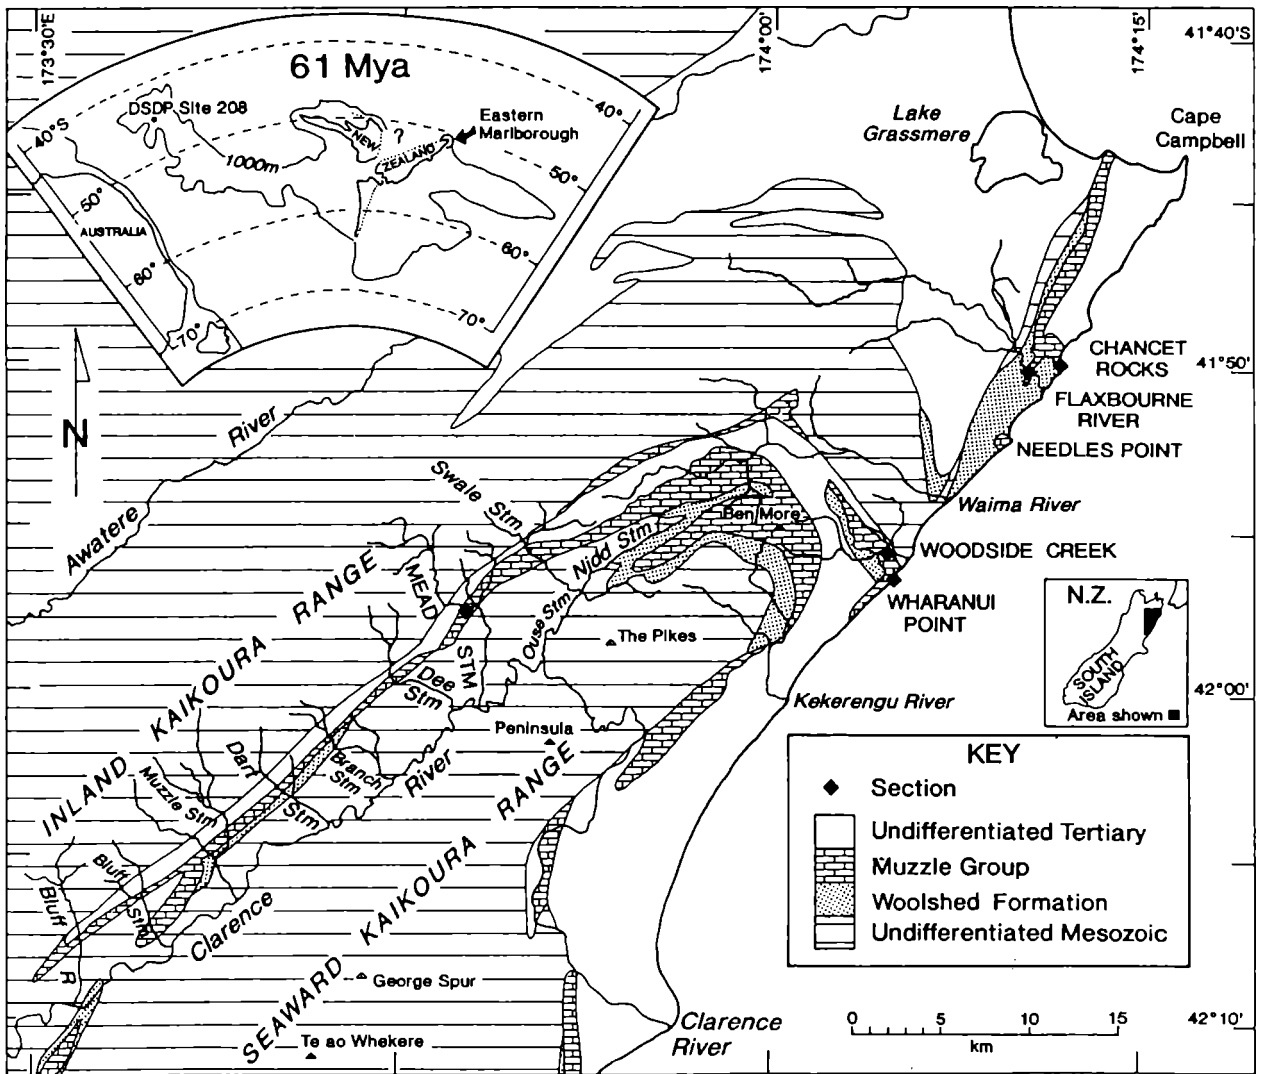 173°30'E
174°00'
174°15'
41°40'S
61 Mya
DSDP Site 208
40°S
40°
Eastern
Marlborough
NEW
?
ZEALAND
1000m
50°
50°
AUSTRALIA
60°
60°
70°
70°
Lake
Grassmere
Cape
Campbell
CHANCET
ROCKS
41°50'
FLAXBOURNE
RIVER
NEEDLES POINT
N
Awatere River
Swale Stm
Nidd Stm
Ben More
Waima River
WOODSIDE CREEK
WHARANUI
POINT
MEAD STM
Ouse Stm
The Pikes
INLAND KAIKOURA RANGE
Dee
Stm
Kekerengu River
N.Z.
SOUTH
ISLAND
Area shown
42°00'
Peninsula
Dart Stm
Branch
Stm
Muzzle Stm
Bluff Stm
Bluff R
Clarence River
SEAWARD KAIKOURA RANGE
KEY
Section
Undifferentiated Tertiary
Muzzle Group
Woolshed Formation
Undifferentiated Mesozoic
George Spur
Te ao Whekere
Clarence
River
0 5 10 15
km
42°10'